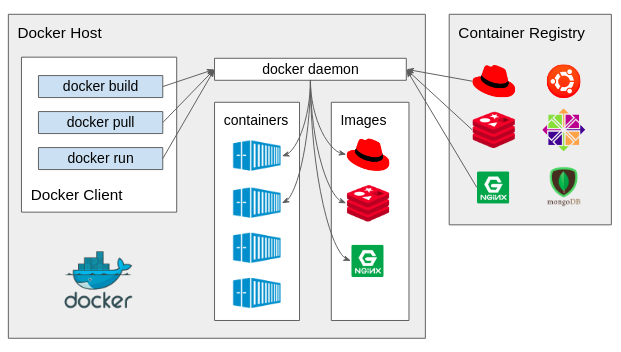 Docker Host
docker build
docker pull
docker run
Docker Client
docker
docker daemon
containers
Images
NGINX
Container Registry
NGINX
mongoDB